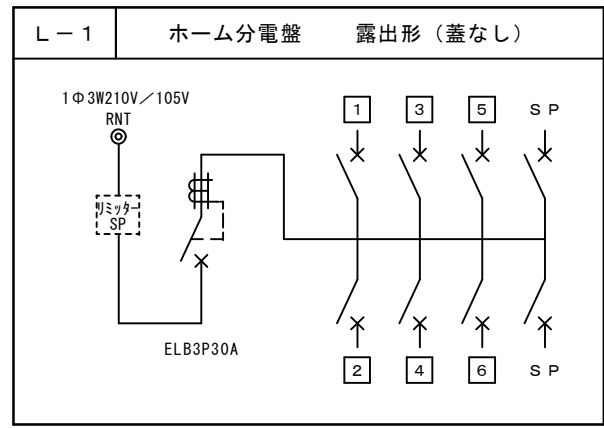 L－1 ホーム分電盤 露出形（蓋なし）
1Φ3W210V／105V
RNT
1 3 5 SP
ﾘﾐｯﾀｰ
SP
ELB3P30A
2 4 6 SP